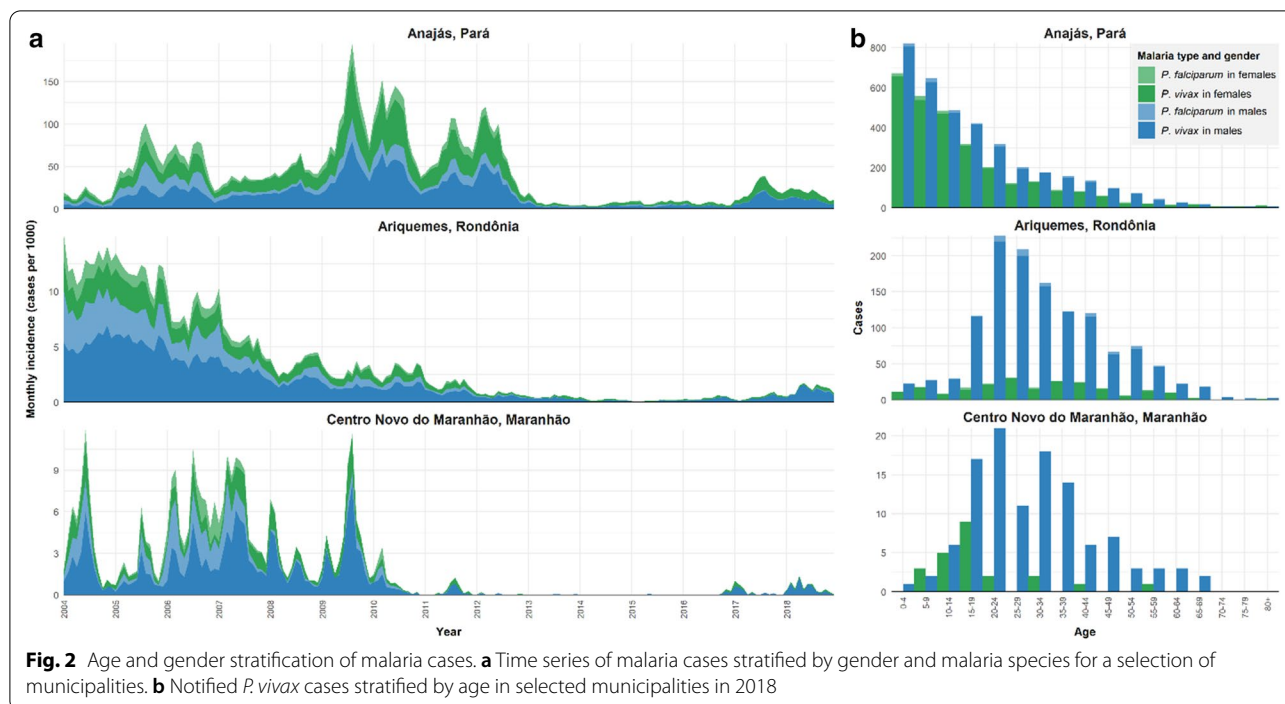 a
Anajás, Pará
150
100
50
0
Ariquemes, Rondônia
10
5
0
Centro Novo do Maranhão, Maranhão
9
6
3
0
Monthly incidence (cases per 1000)
2004 2005 2006 2007 2008 2009 2010 2011 2012 2013 2014 2015 2016 2017 2018
Year
b
Anajás, Pará
Malaria type and gender
P. falciparum in females
P. vivax in females
P. falciparum in males
P. vivax in males
800
600
400
200
0
Ariquemes, Rondônia
200
150
100
50
0
Centro Novo do Maranhão, Maranhão
20
15
10
5
0
Cases
0-4 5-9 10-14 15-19 20-24 25-29 30-34 35-39 40-44 45-49 50-54 55-59 60-64 65-69 70-74 75-79 80+
Age
Fig. 2 Age and gender stratification of malaria cases. a Time series of malaria cases stratified by gender and malaria species for a selection of
municipalities. b Notified P. vivax cases stratified by age in selected municipalities in 2018